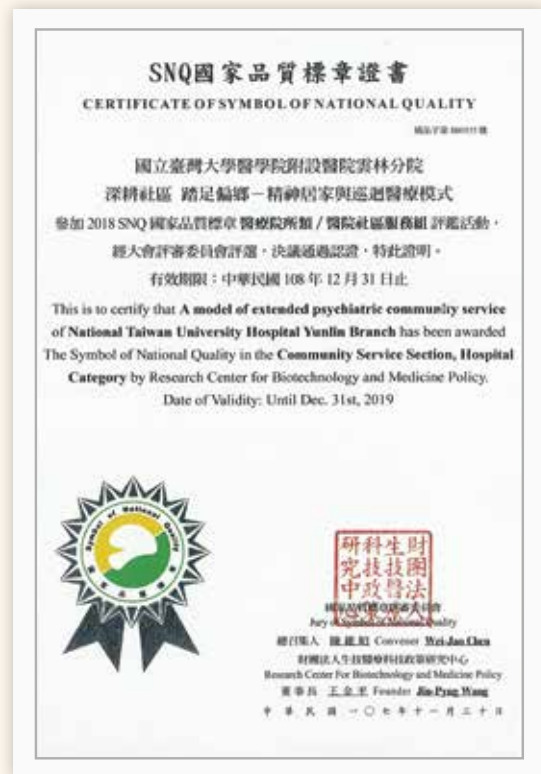 SNQ國家品質標章證書
CERTIFICATE OF SYMBOL OF NATIONAL QUALITY
國立臺灣大學醫學院附設醫院雲林分院
深耕社區 踏足偏鄉－精神居家與巡迴醫療模式
參加 2018 SNQ 國家品質標章 醫療院所類 / 醫院社區服務組 評鑑活動，
經大會評審委員會評選，決議通過認證，特此證明。
有效期限：中華民國 108 年 12 月 31 日止
This is to certify that A model of extended psychiatric community service
of National Taiwan University Hospital Yunlin Branch has been awarded
The Symbol of National Quality in the Community Service Section, Hospital
Category by Research Center for Biotechnology and Medicine Policy.
Date of Validity: Until Dec. 31st, 2019
Symbol of National Quality
國家品質標章
財團法人
生技醫療
科技政策
研究中心
Jury of Symbol of National Quality
總召集人 陳維昭 Convener Wei-Jao Chen
財團法人生技醫療科技政策研究中心
Research Center For Biotechnology and Medicine Policy
董事長 王金平 Founder Jin-Pyng Wang
中華民國一〇七年十一月三十日